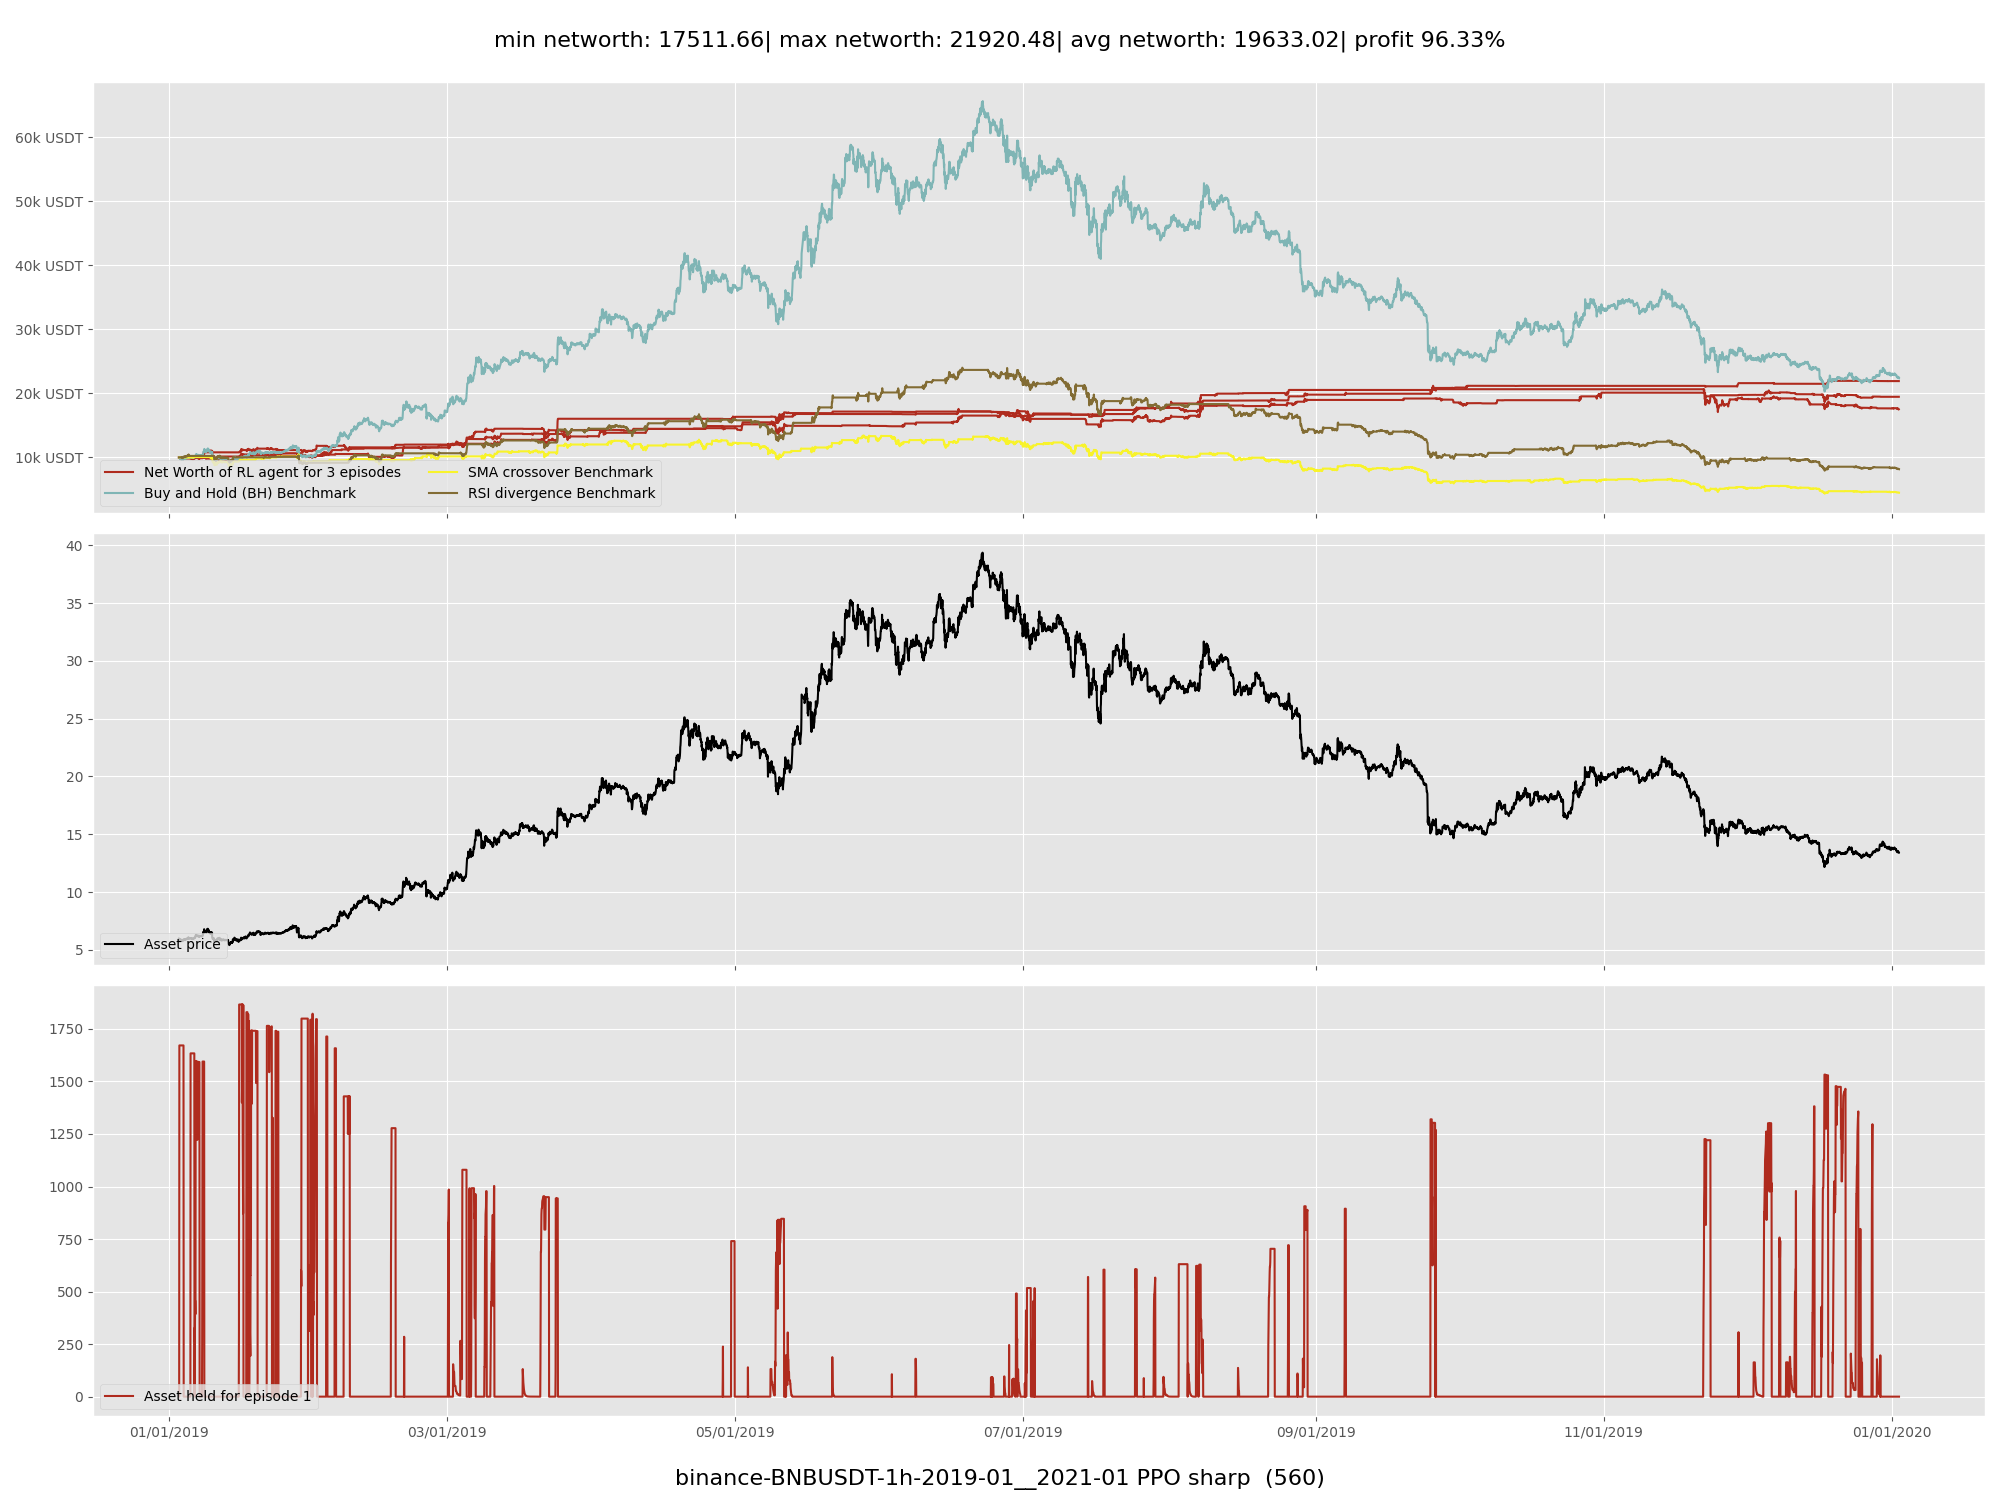 min networth: 17511.66| max networth: 21920.48| avg networth: 19633.02| profit 96.33%
60k USDT
50k USDT
40k USDT
30k USDT
20k USDT
10k USDT
Net Worth of RL agent for 3 episodes
Buy and Hold (BH) Benchmark
SMA crossover Benchmark
RSI divergence Benchmark
40
35
30
25
20
15
10
5
Asset price
1750
1500
1250
1000
750
500
250
0
Asset held for episode 1
01/01/2019 03/01/2019 05/01/2019 07/01/2019 09/01/2019 11/01/2019 01/01/2020
binance-BNBUSDT-1h-2019-01__2021-01 PPO sharp (560)